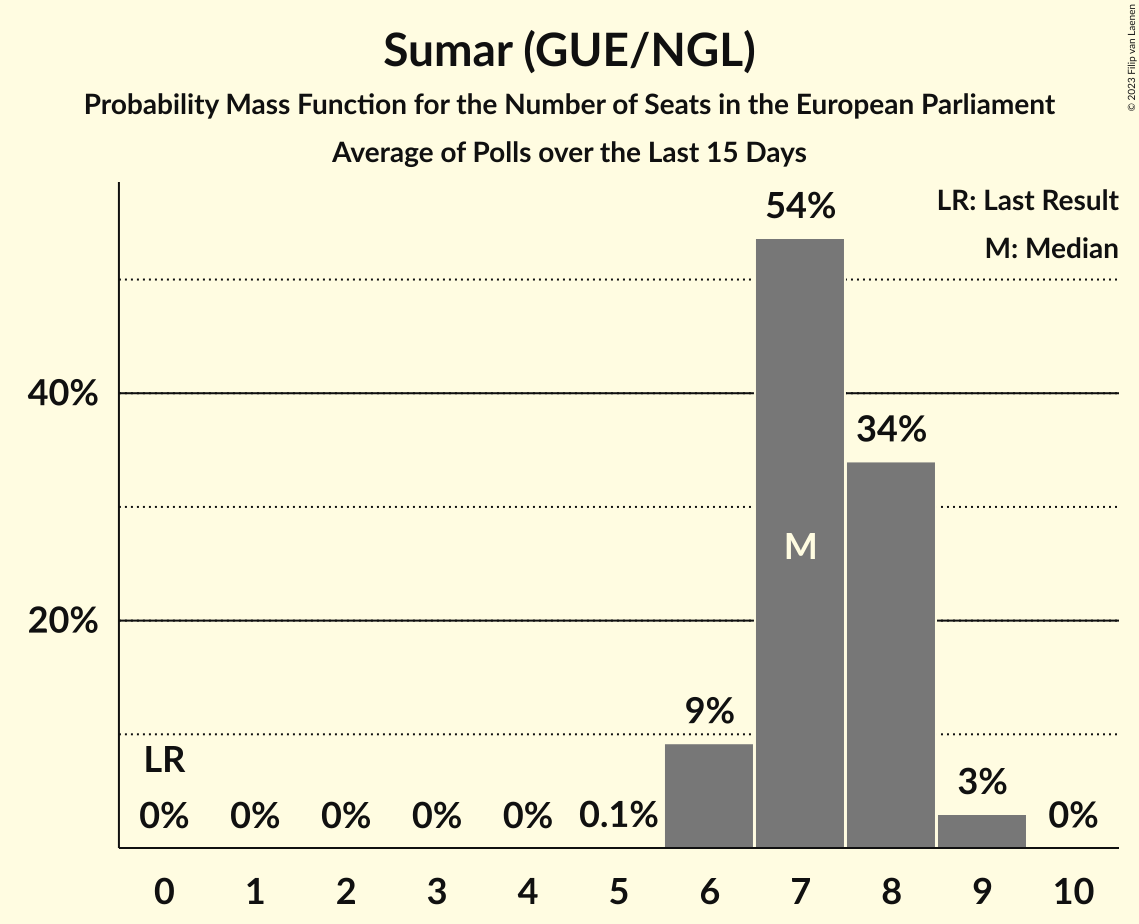 Sumar (GUE/NGL)
Probability Mass Function for the Number of Seats in the European Parliament
Average of Polls over the Last 15 Days
© 2023 Filip van Laenen
LR: Last Result
M: Median
54%
40%
34%
M
20%
9%
LR
3%
0% 0% 0% 0% 0% 0.1% 0%
0 1 2 3 4 5 6 7 8 9 10